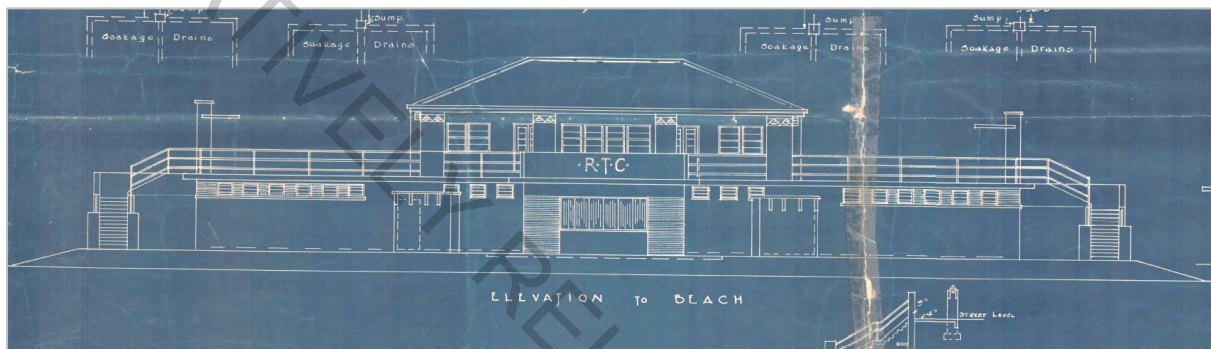 Sump
Soakage Drains
Sump
Soakage Drains
Sump
Soakage Drains
Sump
Soakage Drains
·R·T·C·
ELEVATION TO BEACH
STREET LEVEL